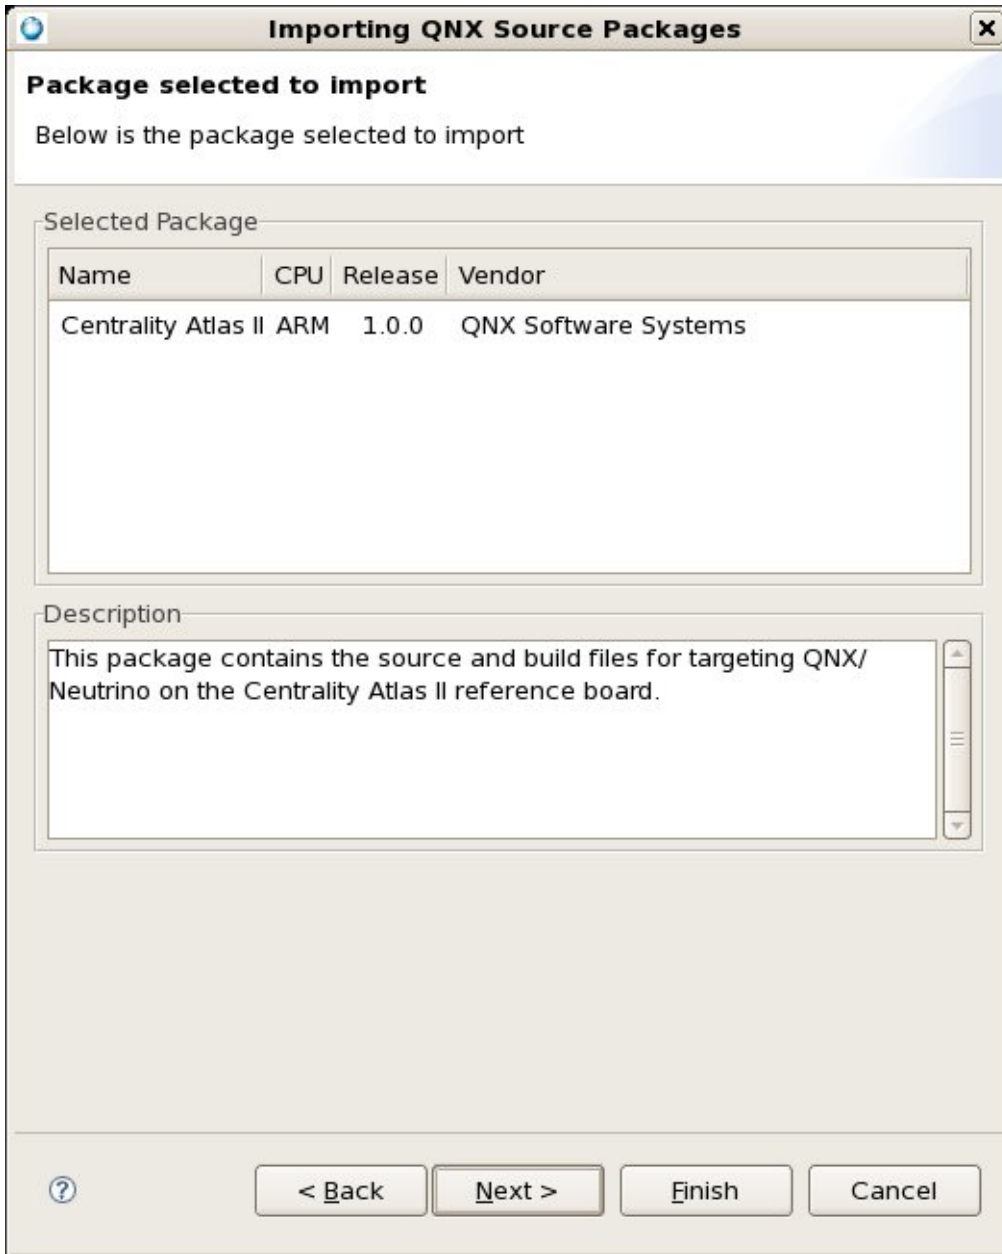 Importing QNX Source Packages
Package selected to import
Below is the package selected to import
Selected Package
Name CPU Release Vendor
Centrality Atlas II ARM 1.0.0 QNX Software Systems
Description
This package contains the source and build files for targeting QNX/
Neutrino on the Centrality Atlas II reference board.
? < Back Next > Finish Cancel